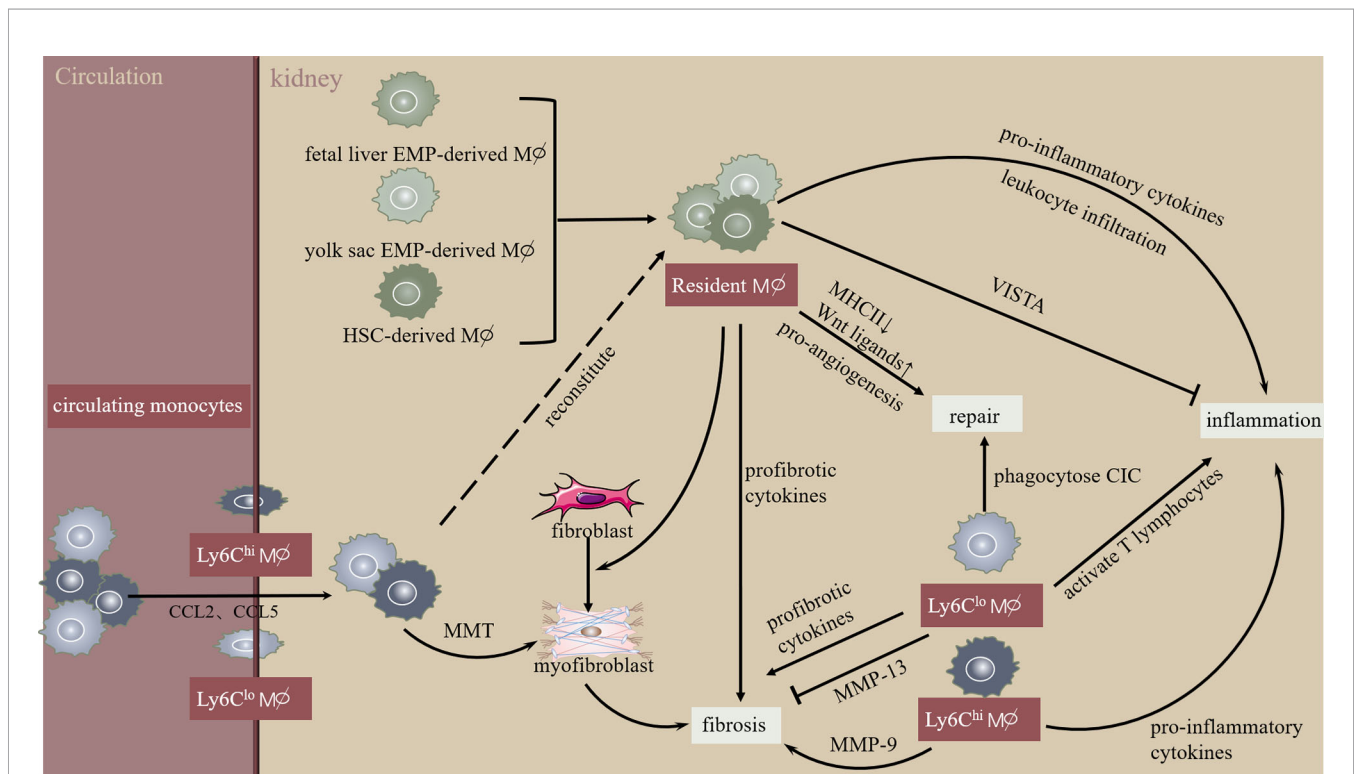 Circulation
kidney
fetal liver EMP-derived MØ
yolk sac EMP-derived MØ
HSC-derived MØ
circulating monocytes
Ly6Chi MØ
CCL2、CCL5
Ly6Clo MØ
reconstitute
MMT
fibroblast
myofibroblast
Resident MØ
profibrotic
cytokines
MHCII↓
Wnt ligands↑
pro-angiogenesis
pro-inflammatory cytokines
leukocyte infiltration
VISTA
repair
inflammation
phagocytose CIC
activate T lymphocytes
Ly6Clo MØ
profibrotic
cytokines
MMP-13
Ly6Chi MØ
MMP-9
fibrosis
pro-inflammatory
cytokines